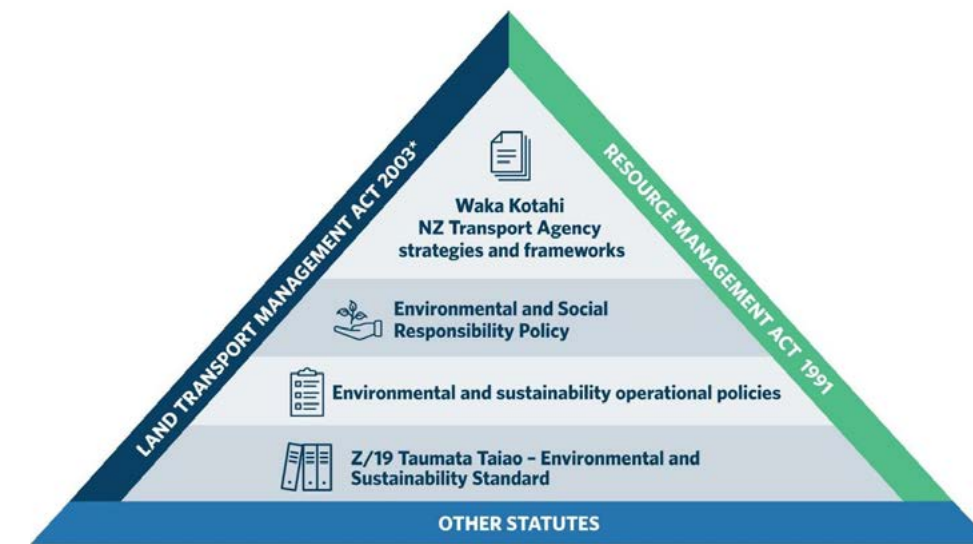 LAND TRANSPORT MANAGEMENT ACT 2003*
RESOURCE MANAGEMENT ACT 1991
Waka Kotahi
NZ Transport Agency
strategies and frameworks
Environmental and Social
Responsibility Policy
Environmental and sustainability operational policies
Z/19 Taumata Taiao – Environmental and
Sustainability Standard
OTHER STATUTES